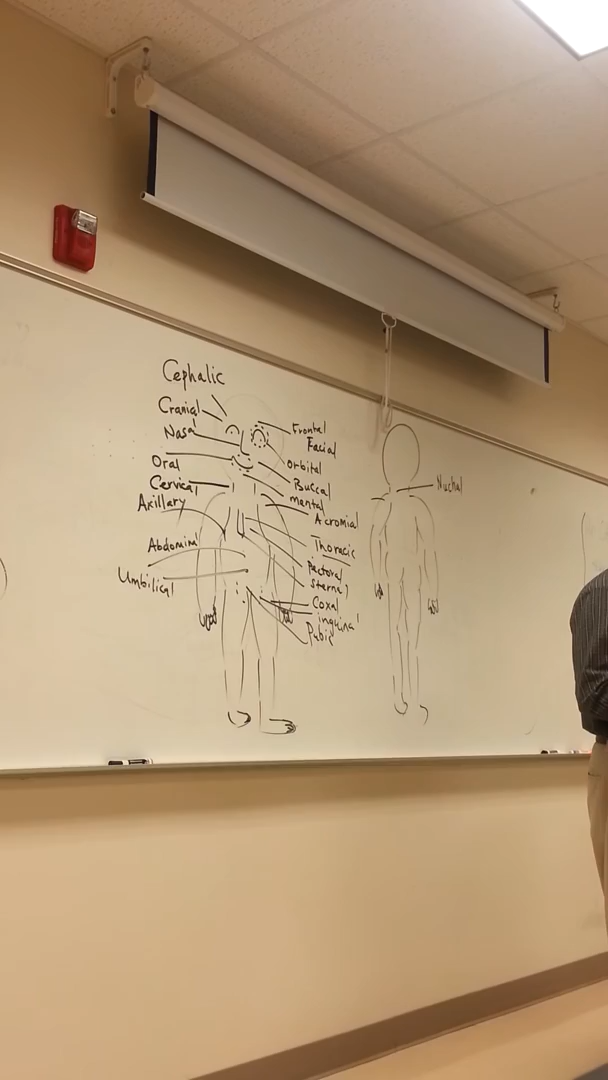 Cephalic
Cranial
Nasal
Oral
Cervical
Axillary
Abdominal
Umbilical
Frontal
Facial
orbital
Buccal
mental
Acromial
Thoracic
pectoral
Sternal
Coxal
inguinal
Pubic
Nuchal